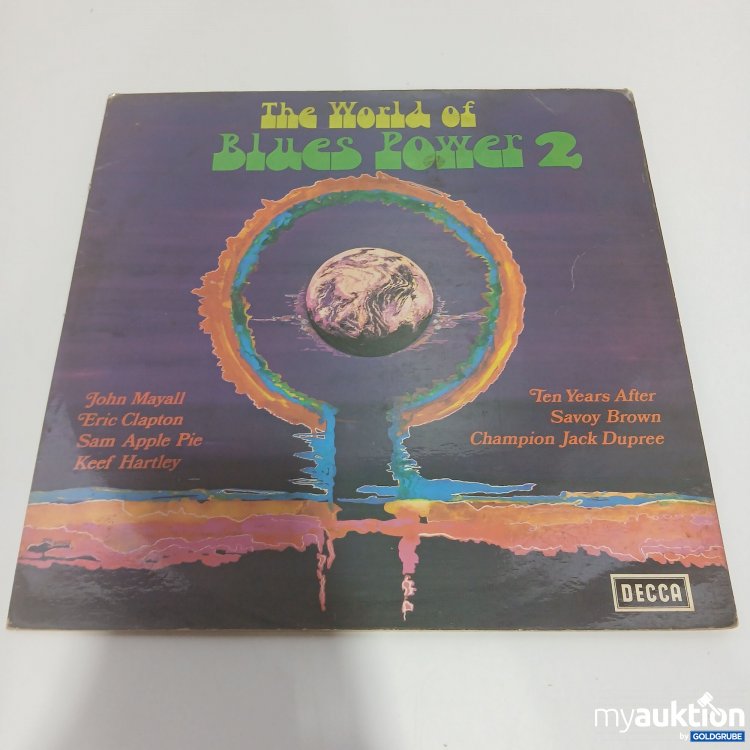 The World of
Blues Power 2
John Mayall
Eric Clapton
Sam Apple Pie
Keef Hartley
Ten Years After
Savoy Brown
Champion Jack Dupree
DECCA
myauktion
by GOLDGRUBE